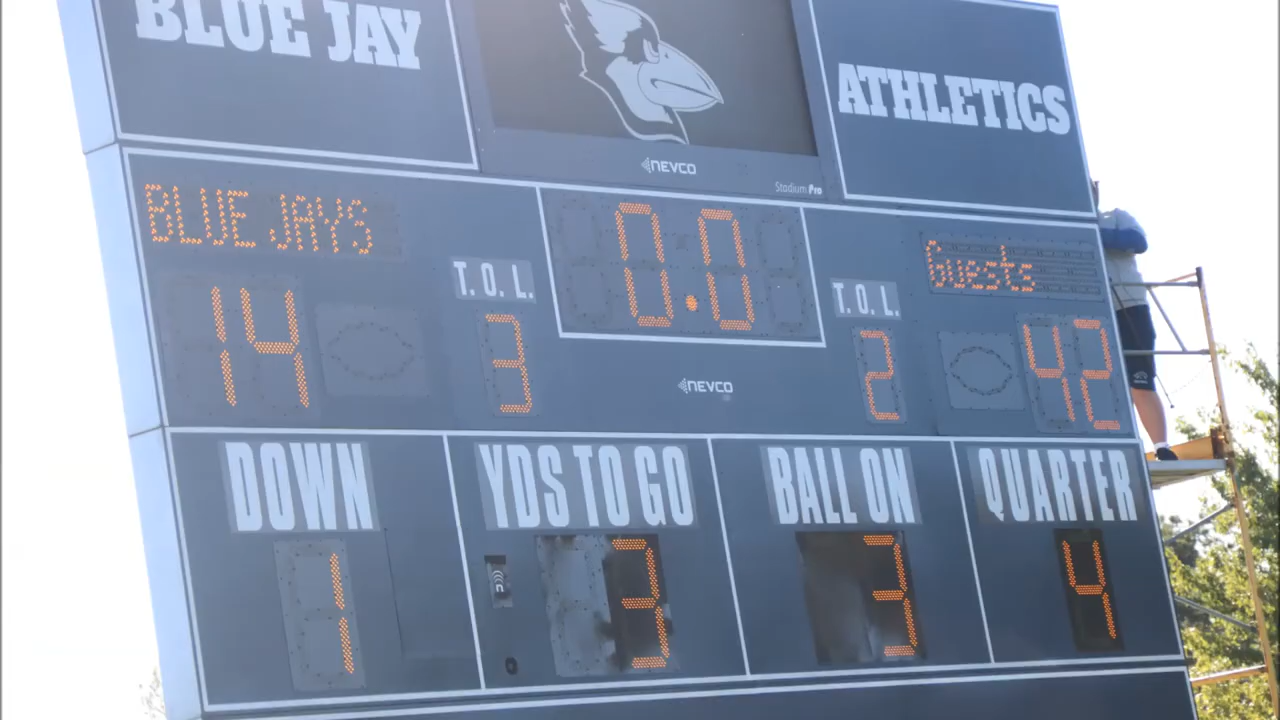 BLUE JAY
ATHLETICS
NEVCO
Stadium Pro
BLUE JAYS
0.0
Guests
T.O.L.
T.O.L.
14
3
2
42
NEVCO
DOWN
YDS TO GO
BALL ON
QUARTER
1
3
3
4